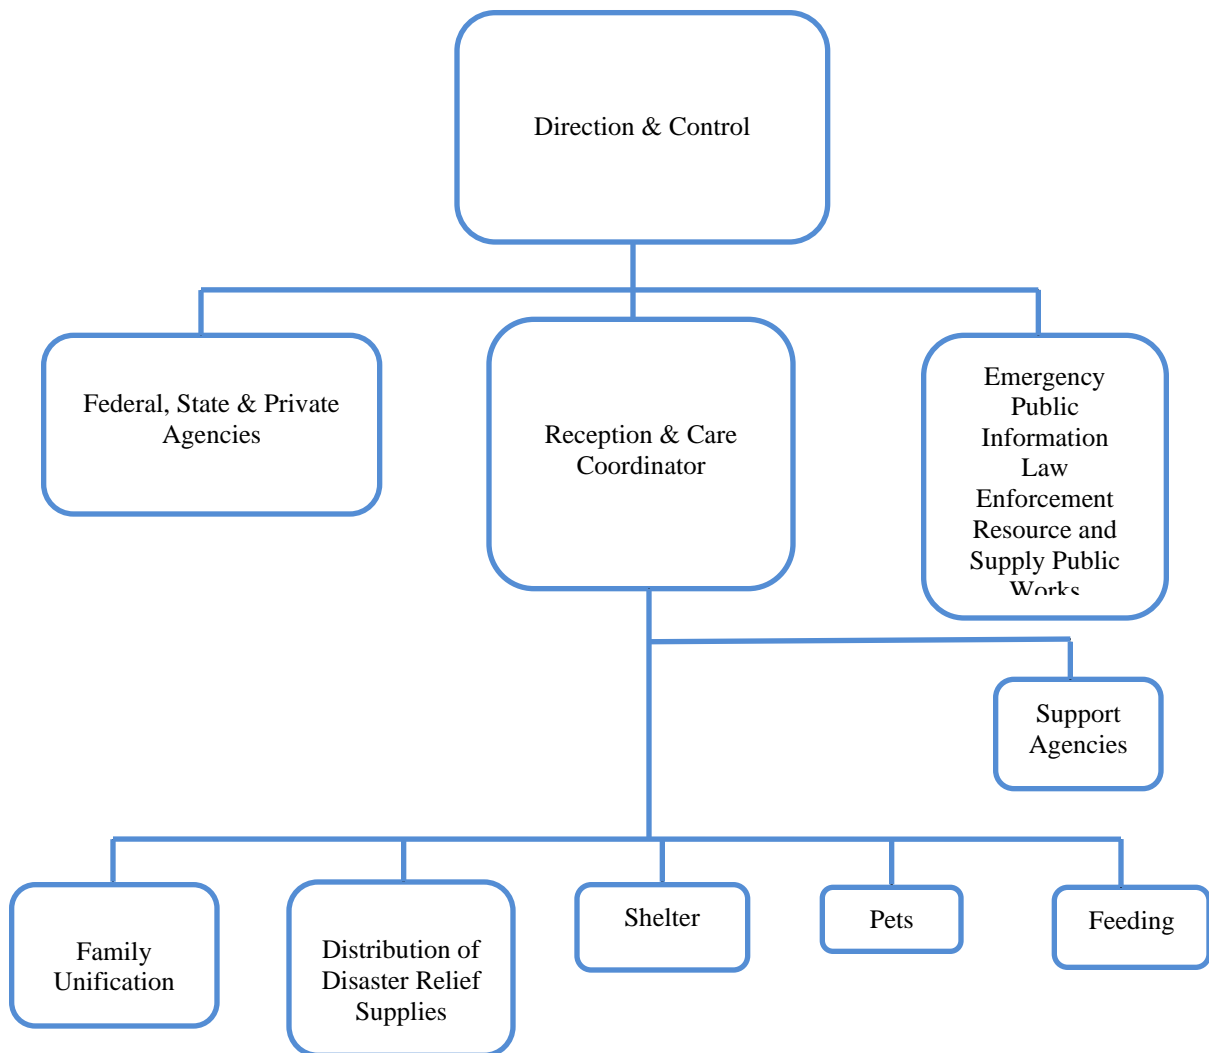 Direction & Control
Federal, State & Private
Agencies
Reception & Care
Coordinator
Emergency
Public
Information
Law
Enforcement
Resource and
Supply Public
Works
Support
Agencies
Family
Unification
Distribution of
Disaster Relief
Supplies
Shelter
Pets
Feeding